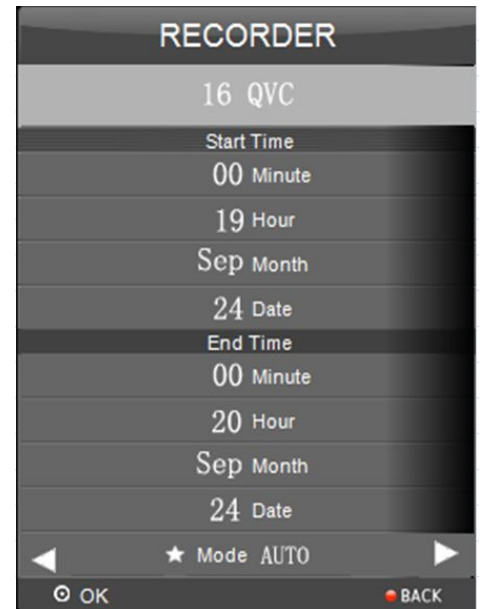 RECORDER
16 QVC
Start Time
00 Minute
19 Hour
Sep Month
24 Date
End Time
00 Minute
20 Hour
Sep Month
24 Date
Mode AUTO
OK BACK